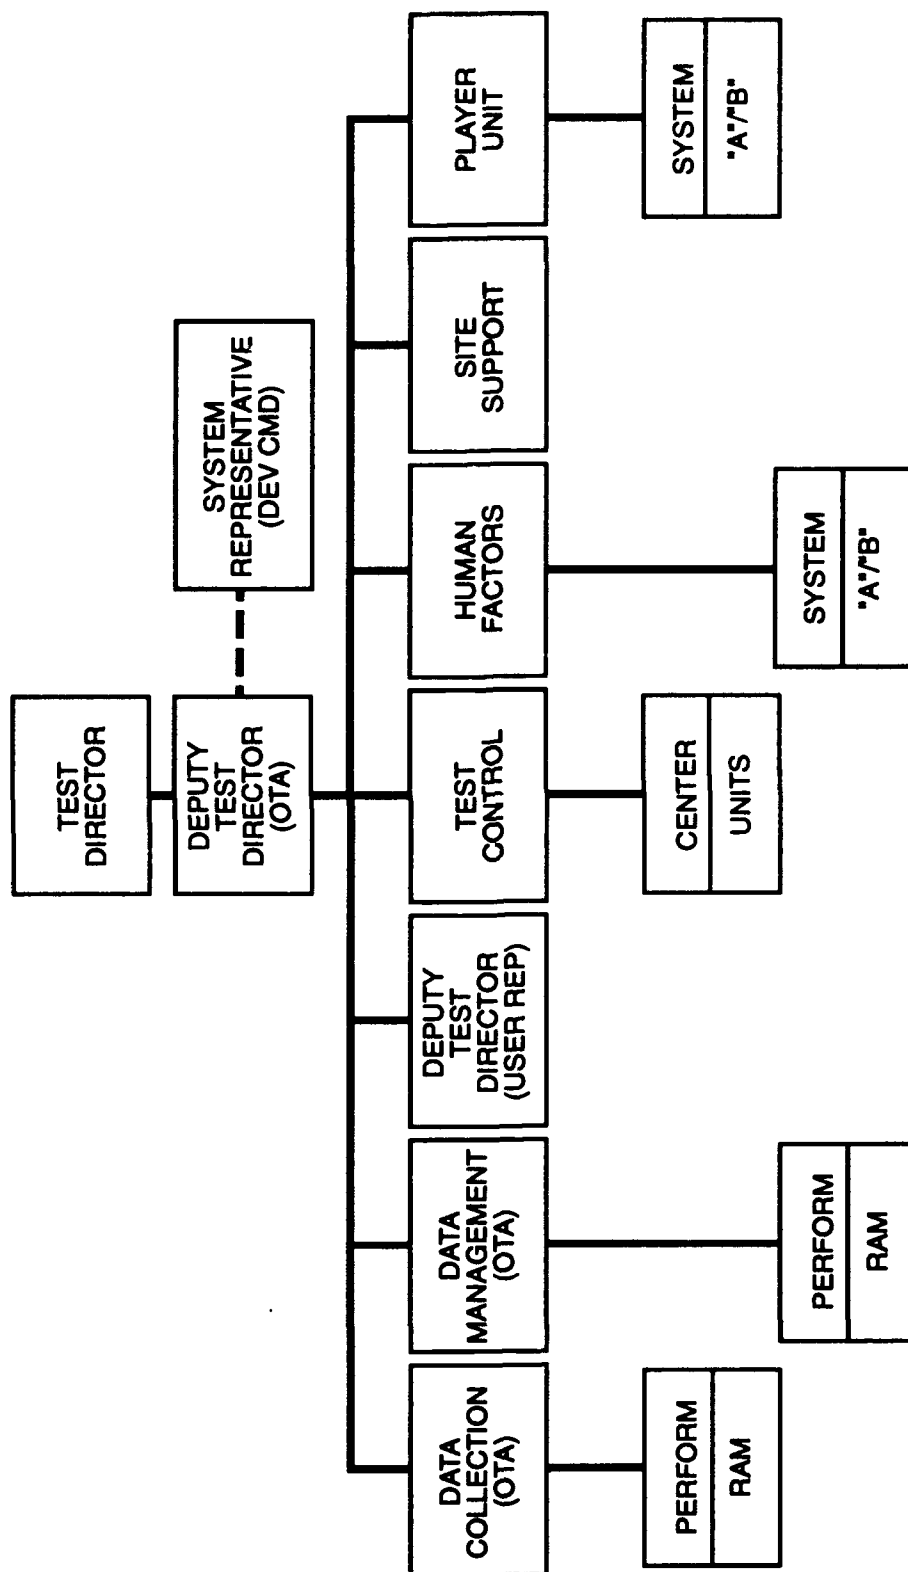 TEST
DIRECTOR
DEPUTY
TEST
DIRECTOR
(OTA)
SYSTEM
REPRESENTATIVE
(DEV CMD)
DATA
COLLECTION
(OTA)
DATA
MANAGEMENT
(OTA)
DEPUTY
TEST
DIRECTOR
(USER REP)
TEST
CONTROL
HUMAN
FACTORS
SITE
SUPPORT
PLAYER
UNIT
PERFORM
RAM
PERFORM
RAM
CENTER
UNITS
SYSTEM
"A"/"B"
SYSTEM
"A"/"B"